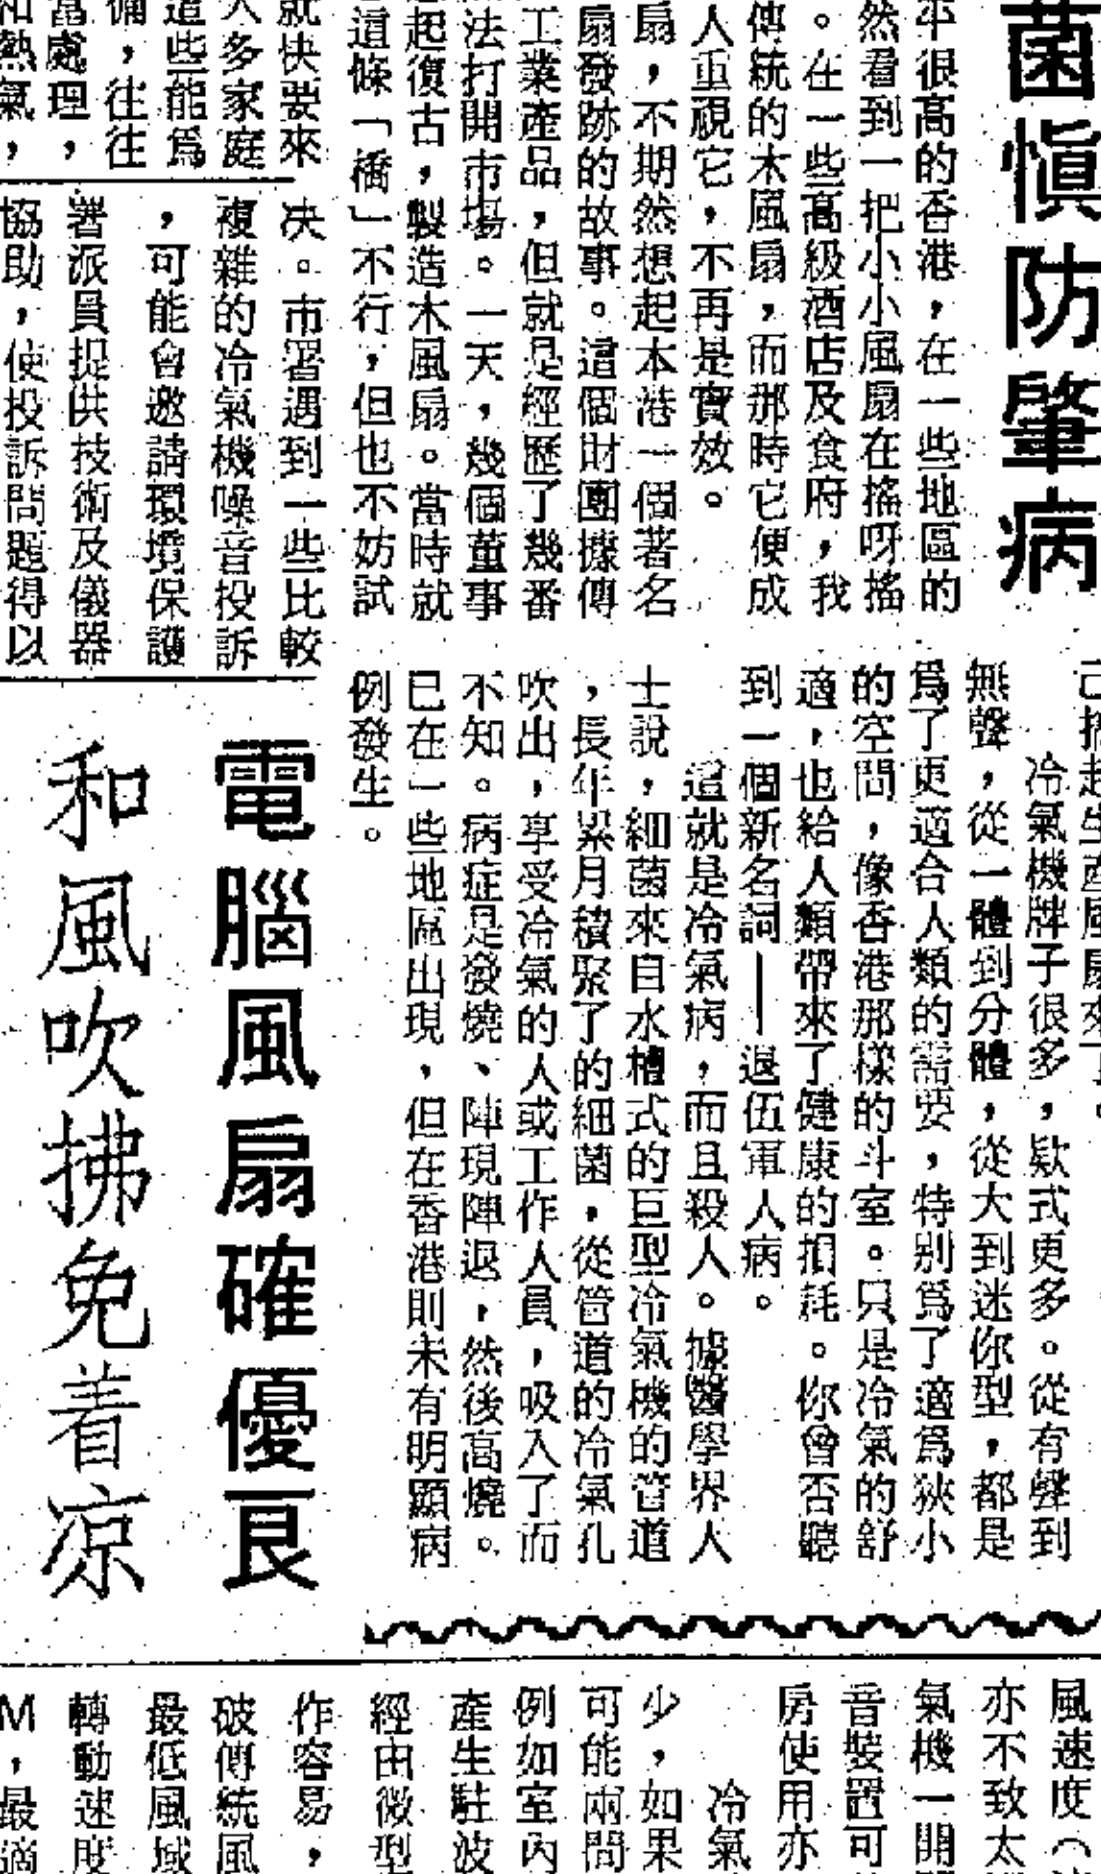 菌慎防肇病
平很高的香港，在一些地區的
然看到一把小小風扇在搖呀搖
。在一些高級酒店及食府，我
傳統的木風扇，而那時它便成
人重視它，不再是實效。
扇，不期然想起本港一個著名
扇發跡的故事。這個財團據傳
工業產品，但就是經歷了幾番
法打開市場。一天，幾個董事
起復古，製造木風扇。當時就
道條「橋」不行，但也不妨試
就快要來
大多家庭
這些能爲
備，往往
當處理，
和熱氣，
决。市署遇到一些比較
複雜的冷氣機噪音投訴
，可能會邀請環境保護
署派員提供技術及儀器
協助，使投訴問題得以
己搞起生產風扇來了。
冷氣機牌子很多，欵式更多。從有聲到
無聲，從一體到分體，從大到迷你型，都是
爲了更適合人類的需要，特别爲了適爲狹小
的空間，像香港那樣的斗室。只是冷氣的舒
適，也給人類帶來了健康的損耗。你曾否聽
到一個新名詞——退伍軍人病。
這就是冷氣病，而且殺人。據醫學界人
士說，細菌來自水槽式的巨型冷氣機的管道
，長年累月積聚了的細菌，從管道的冷氣孔
吹出，享受冷氣的人或工作人員，吸入了而
不知。病症是發燒、陣現陣退，然後高燒。
已在一些地區出現，但在香港則未有明顯病
例發生。
電腦風扇確優良
和風吹拂免着凉
風速度（
亦不致太
氣機一開
音裝置可
房使用亦
冷氣
少，如果
可能兩間
例如室內
產生駐波
經由微型
作容易，
破傳統風
最低風域
轉動速度
M，最適